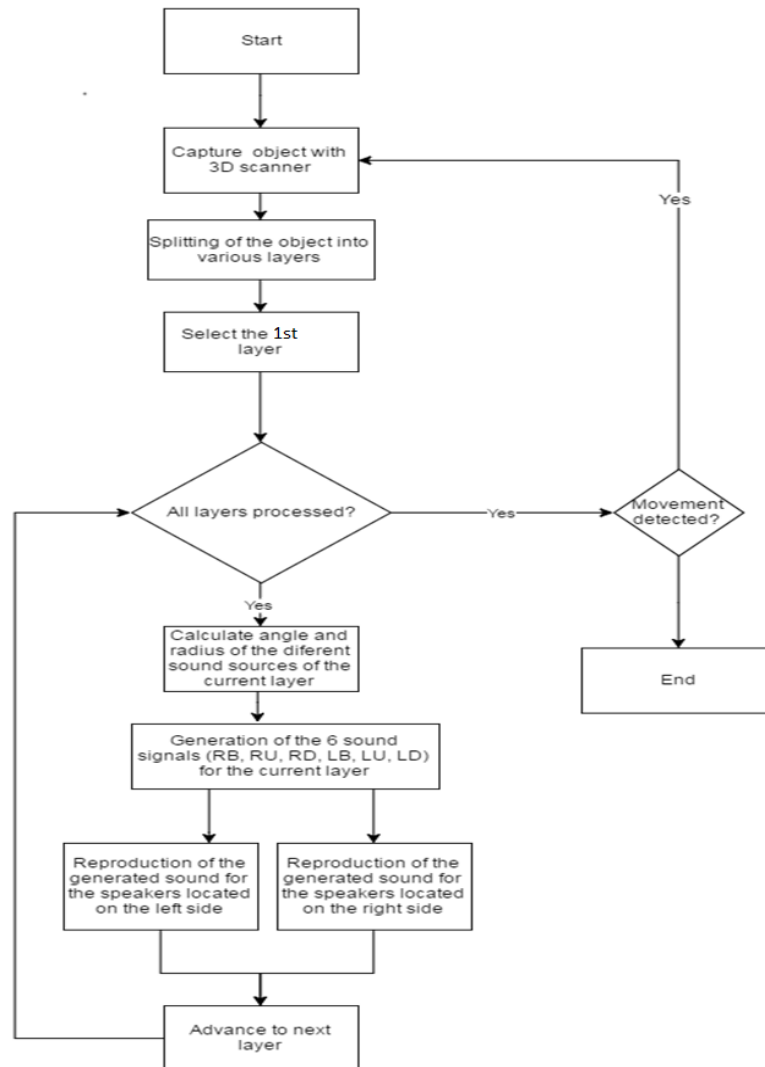 Start
Capture object with
3D scanner
Yes
Splitting of the object into
various layers
Select the 1st
layer
All layers processed?
Yes
Movement
detected?
Yes
Calculate angle and
radius of the diferent
sound sources of the
current layer
End
Generation of the 6 sound
signals (RB, RU, RD, LB, LU, LD)
for the current layer
Reproduction of the
generated sound for
the speakers located
on the left side
Reproduction of the
generated sound for
the speakers located
on the right side
Advance to next
layer